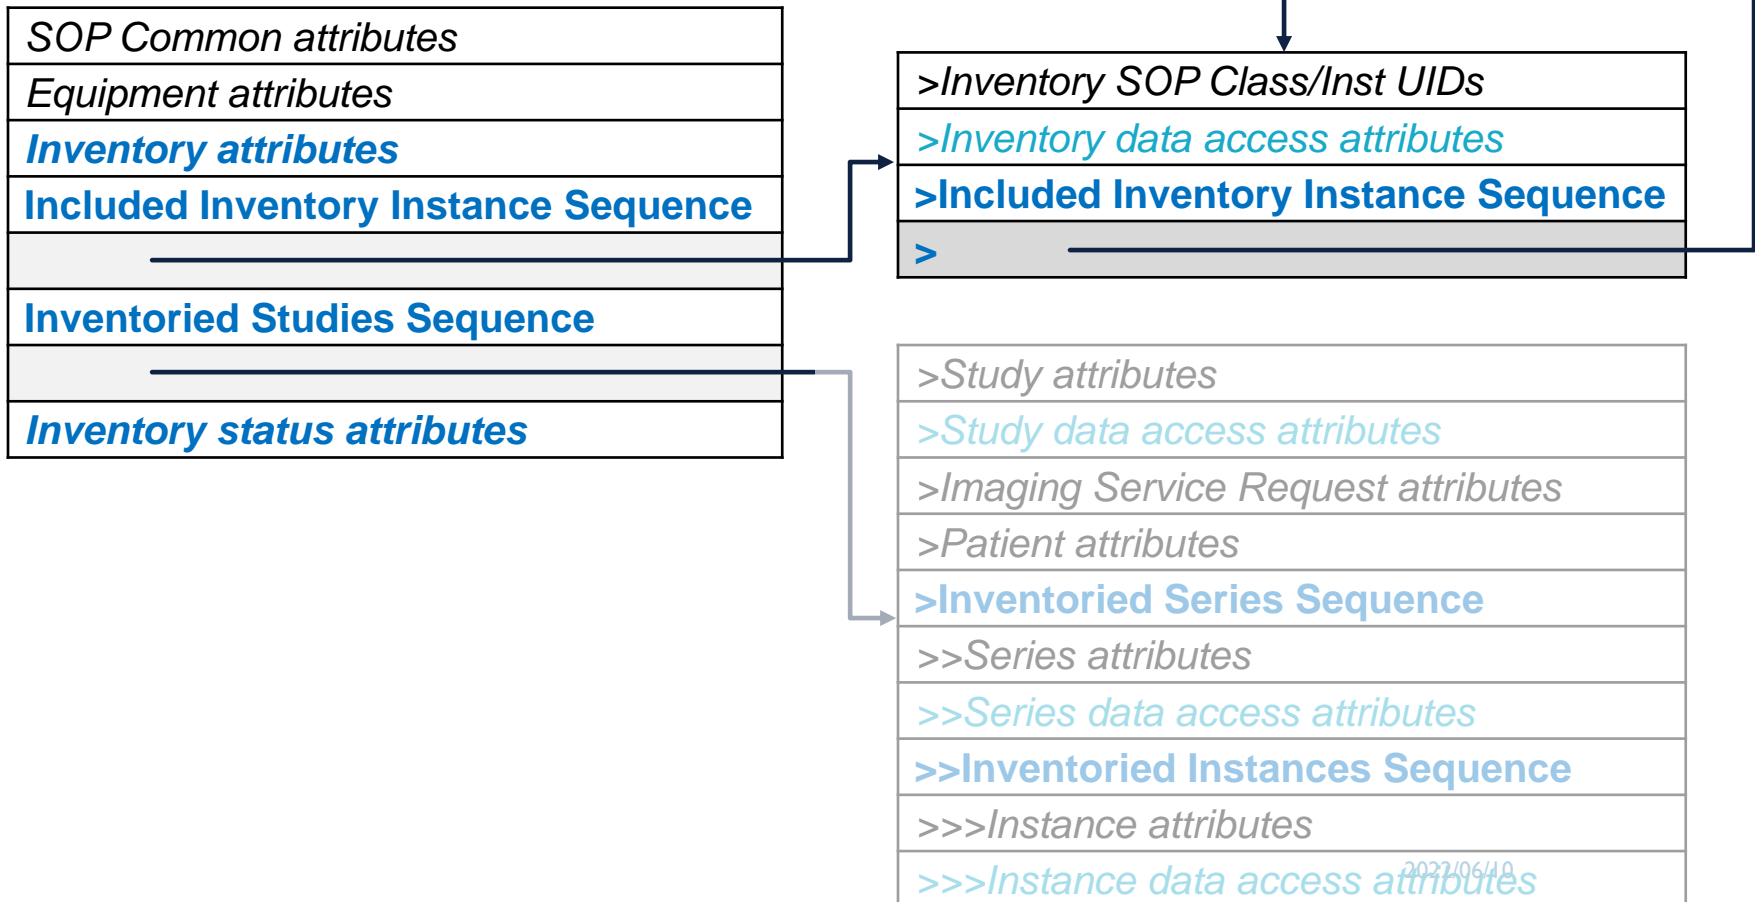 SOP Common attributes
Equipment attributes
Inventory attributes
Included Inventory Instance Sequence
Inventoried Studies Sequence
Inventory status attributes
>Inventory SOP Class/Inst UIDs
>Inventory data access attributes
>Included Inventory Instance Sequence
>
>Study attributes
>Study data access attributes
>Imaging Service Request attributes
>Patient attributes
>Inventoried Series Sequence
>>Series attributes
>>Series data access attributes
>>Inventoried Instances Sequence
>>>Instance attributes
>>>Instance data access attributes
2022/06/10